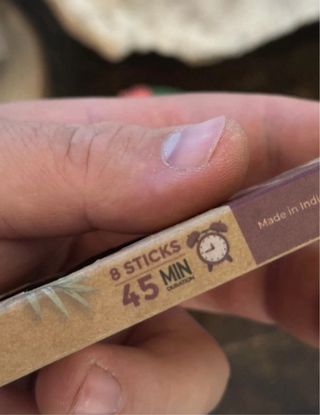 8 STICKS
45 MIN
DURATION
Made in Indi